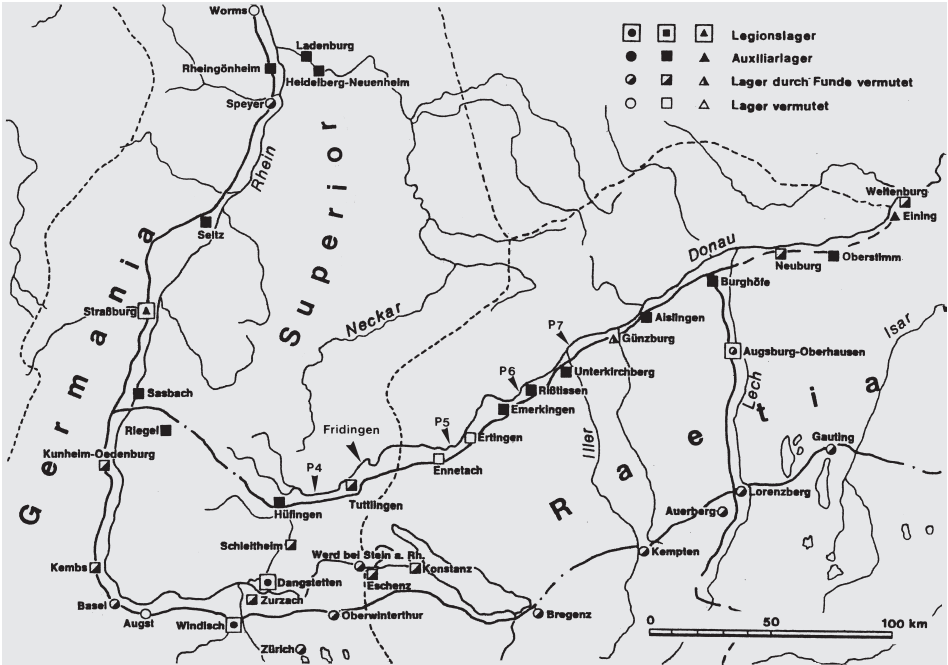 Worms
Ladenburg
Rheingönheim
Heidelberg-Neuenheim
Speyer
Rhein
Legionslager
Auxiliarlager
Lager durch Funde vermutet
Lager vermutet
Germania
Superior
Seltz
Straßburg
Neckar
Sasbach
Riegel
Kunheim-Oedenburg
Weltenburg
Eining
Donau
Neuburg
Oberstimm
Burghöfe
Aislingen
P7
Günzburg
Isar
Augsburg-Oberhausen
Lech
Unterkirchberg
P6
Rißtissen
Emerkingen
P5
Fridingen
Ertingen
Ennetach
P4
Tuttlingen
Hüfingen
Iller
Raetia
Gauting
Lorenzberg
Auerberg
Kempten
Schleitheim
Werd bei Stein a. Rh.
Konstanz
Eschenz
Kembs
Dangstetten
Zurzach
Basel
Augst
Windisch
Oberwinterthur
Bregenz
Zürich
0 50 100 km